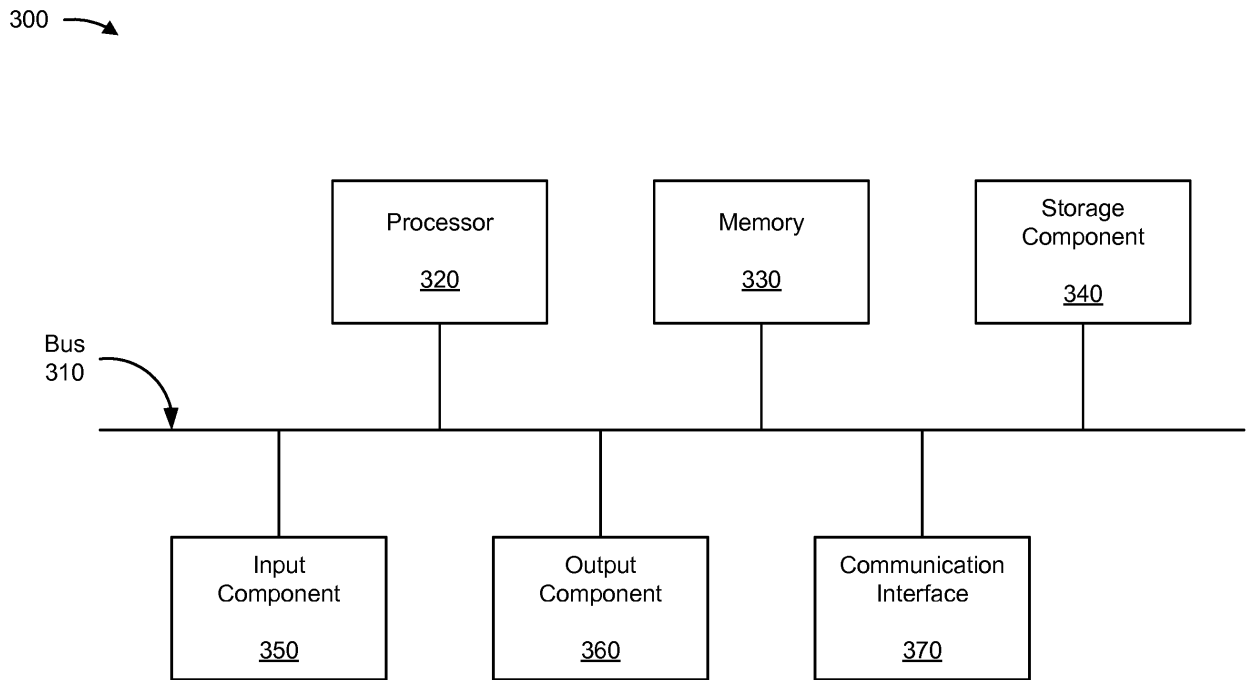 300
Processor
320
Memory
330
Storage
Component
340
Bus
310
Input
Component
350
Output
Component
360
Communication
Interface
370